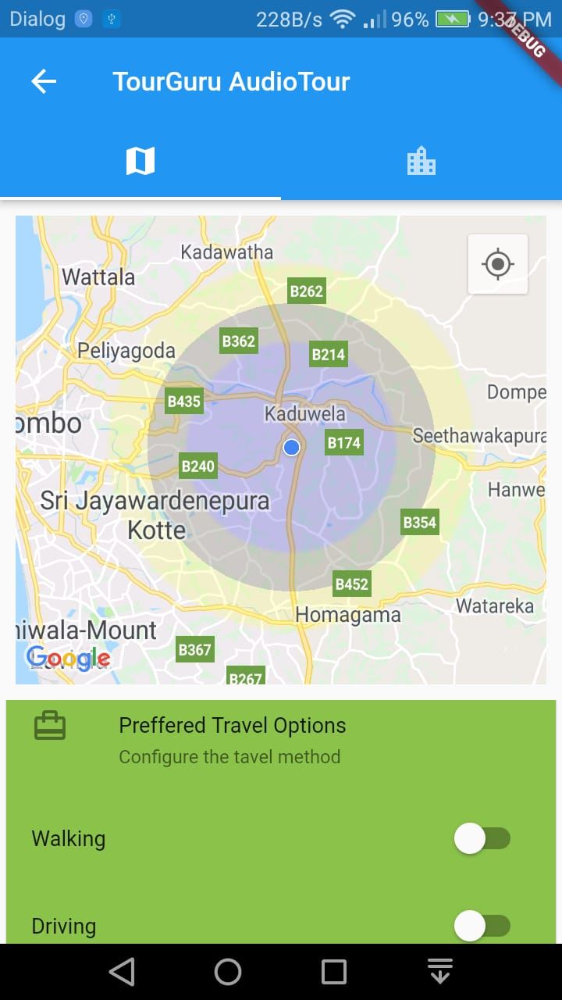 Dialog 228B/s 96% 9:37 PM
DEBUG
TourGuru AudioTour
Kadawatha
Wattala
B262
B362
Peliyagoda
B214
Dompe
B435
Kaduwela
ombo
Seethawakapura
B174
B240
Hanwe
Sri Jayawardenepura
Kotte
B354
B452
Watareka
Homagama
niwala-Mount
B367
Google
B267
Preffered Travel Options
Configure the tavel method
Walking
Driving